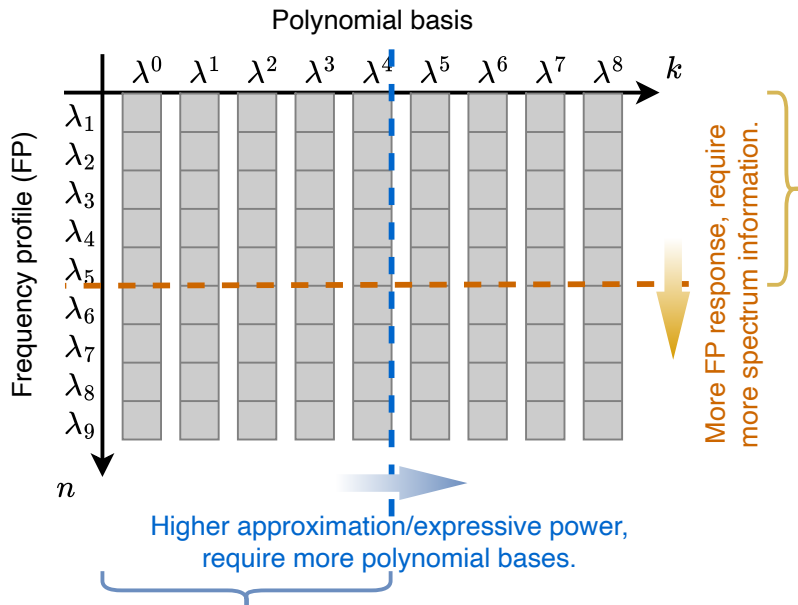 Polynomial basis
λ⁰ λ¹ λ² λ³ λ⁴ λ⁵ λ⁶ λ⁷ λ⁸ k
Frequency profile (FP)
λ₁
λ₂
λ₃
λ₄
λ₅
λ₆
λ₇
λ₈
λ₉
n
More FP response, require
more spectrum information.
Higher approximation/expressive power,
require more polynomial bases.